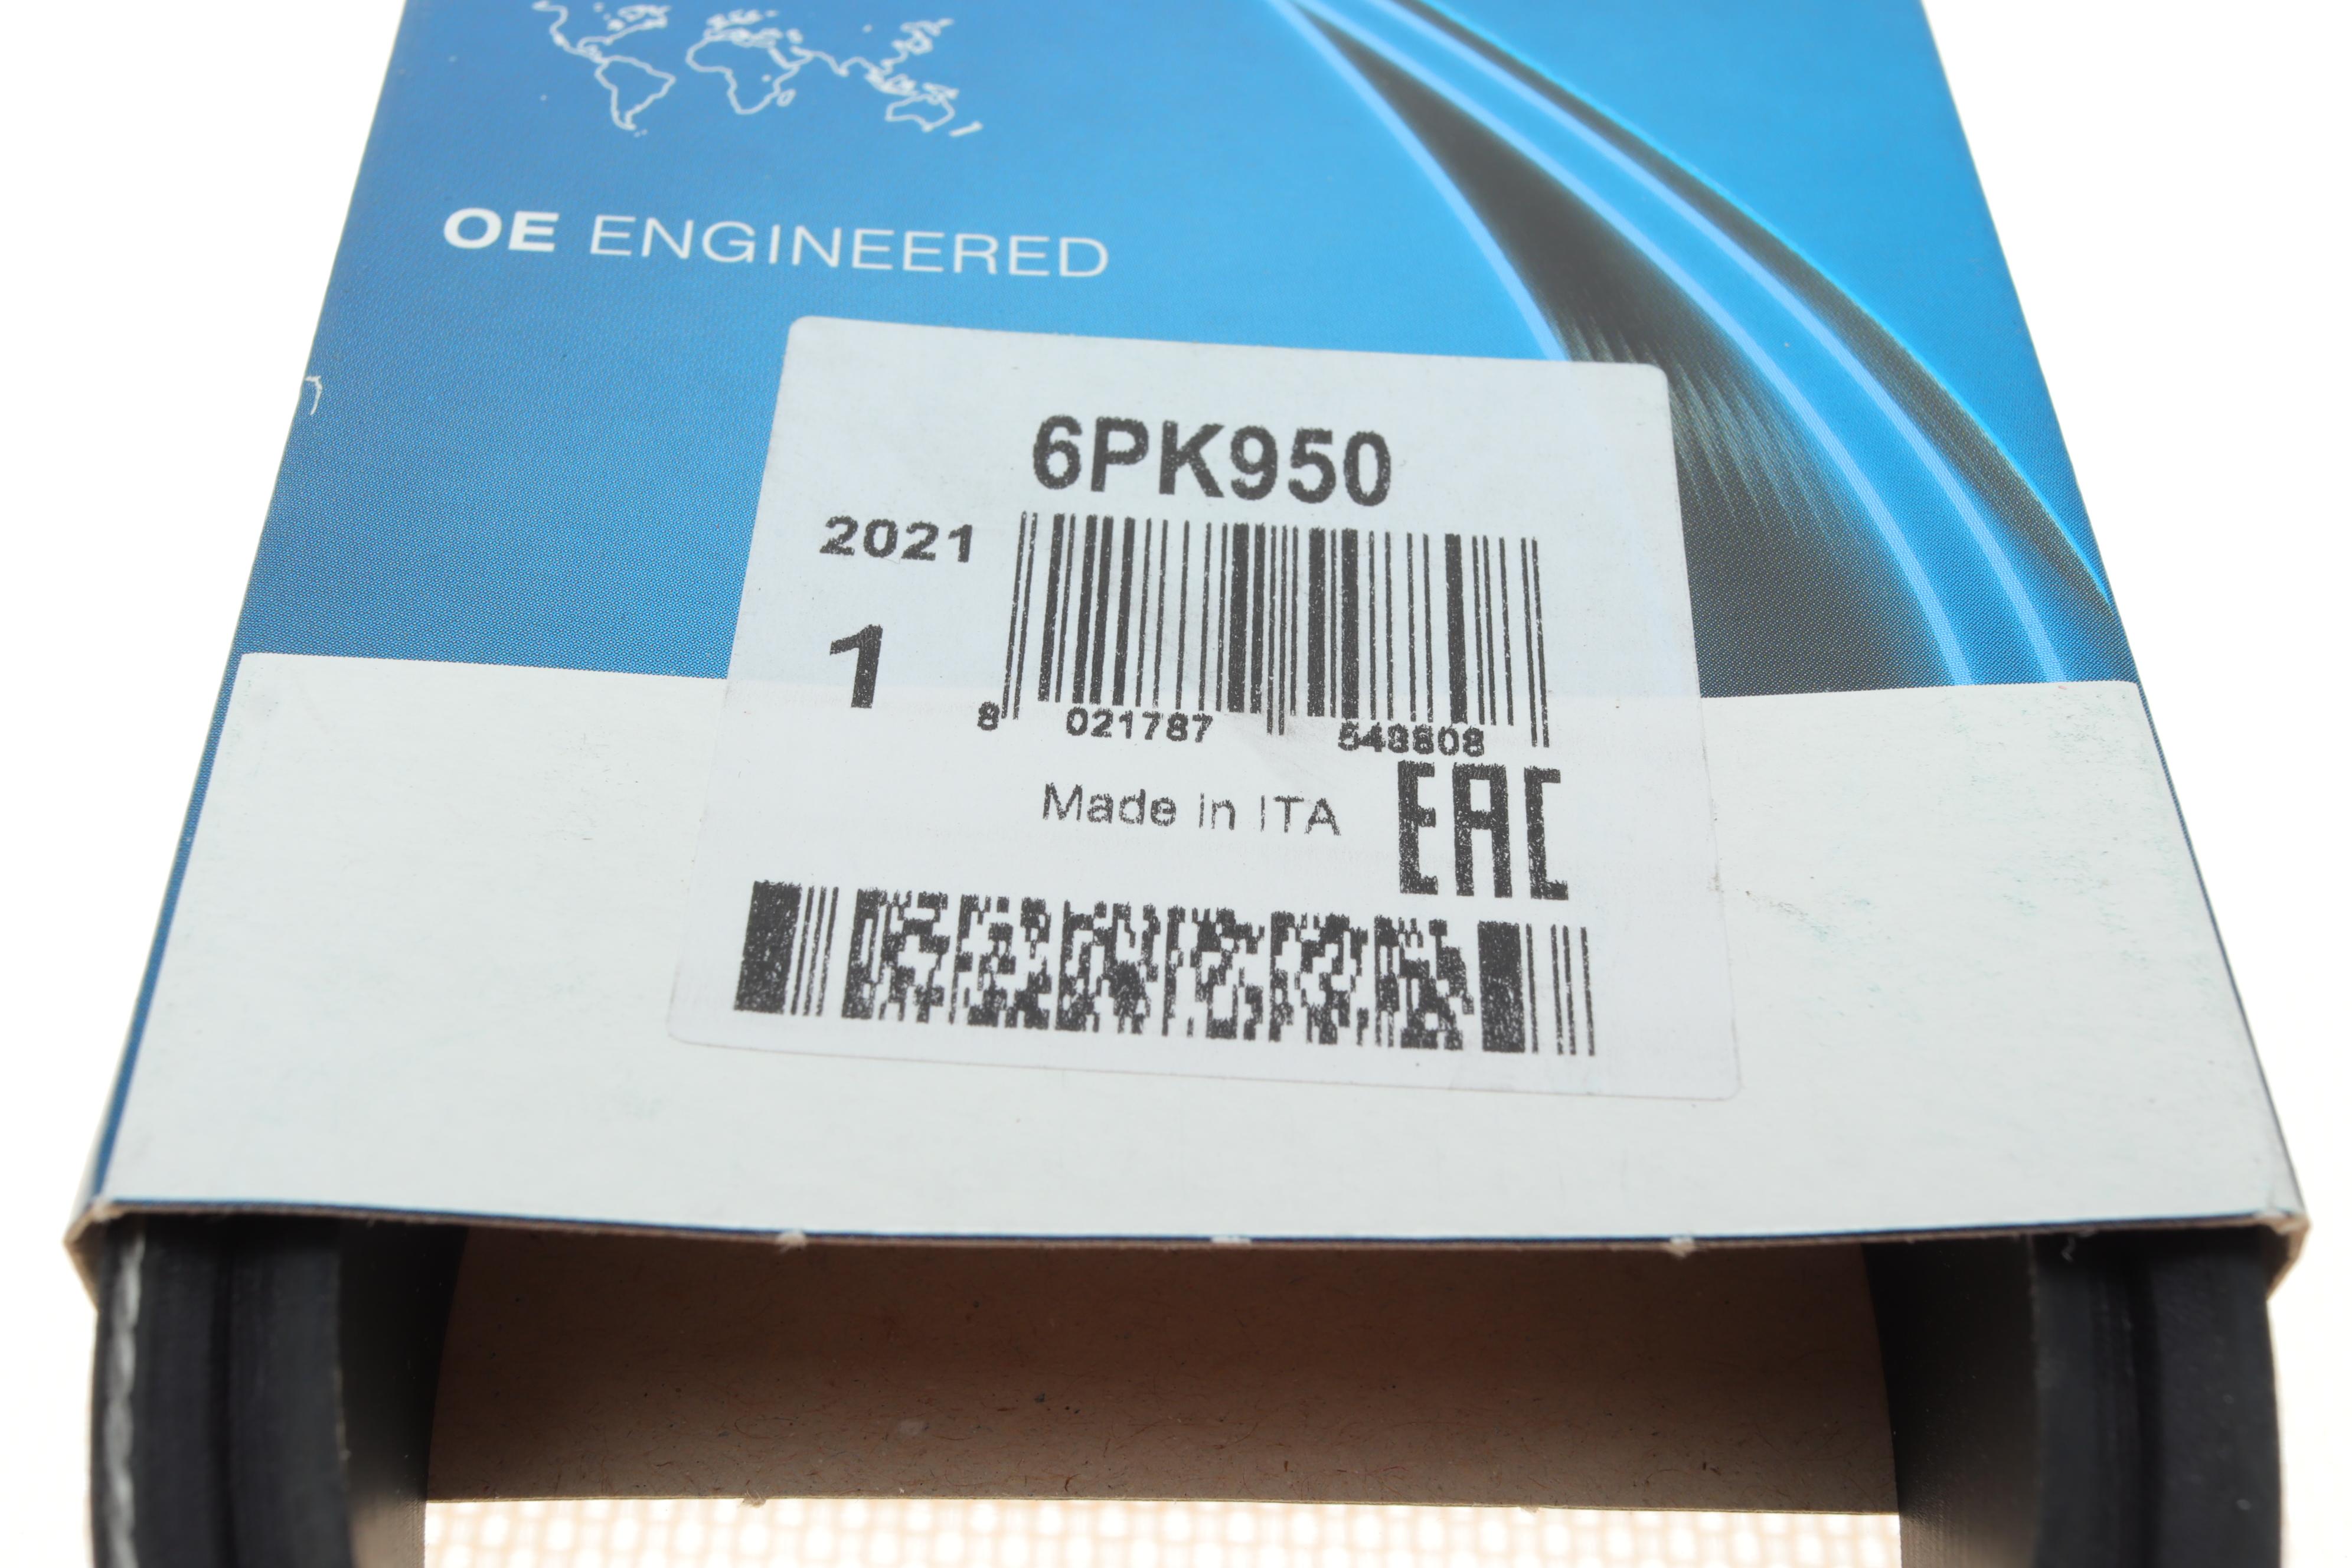 OE ENGINEERED
6PK950
2021
1
8 021787 548808
Made in ITA
EAC